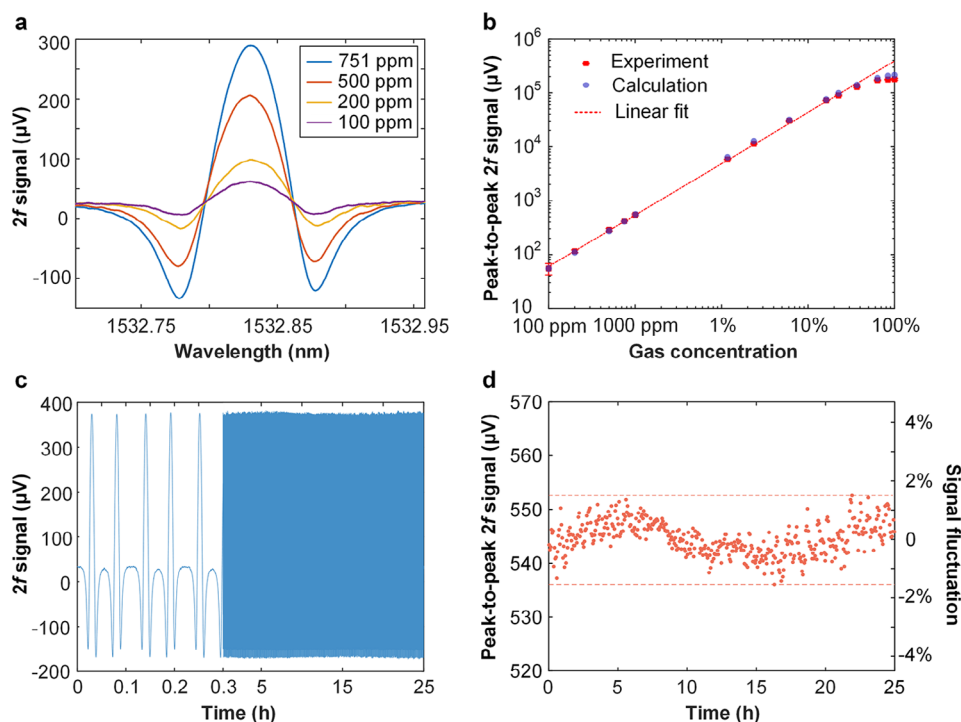 a
300
200
100
0
-100
2f signal (µV)
751 ppm
500 ppm
200 ppm
100 ppm
1532.75
1532.85
1532.95
Wavelength (nm)
b
10⁶
10⁵
10⁴
10³
10²
10
Peak-to-peak 2f signal (µV)
Experiment
Calculation
Linear fit
100 ppm
1000 ppm
1%
10%
100%
Gas concentration
c
400
300
200
300
0
-100
-200
2f signal (µV)
0
0.1
0.2
0.3
5
15
25
Time (h)
d
570
560
550
540
530
520
Peak-to-peak 2f signal (µV)
4%
2%
0
-2%
-4%
Signal fluctuation
0
5
10
15
20
25
Time (h)